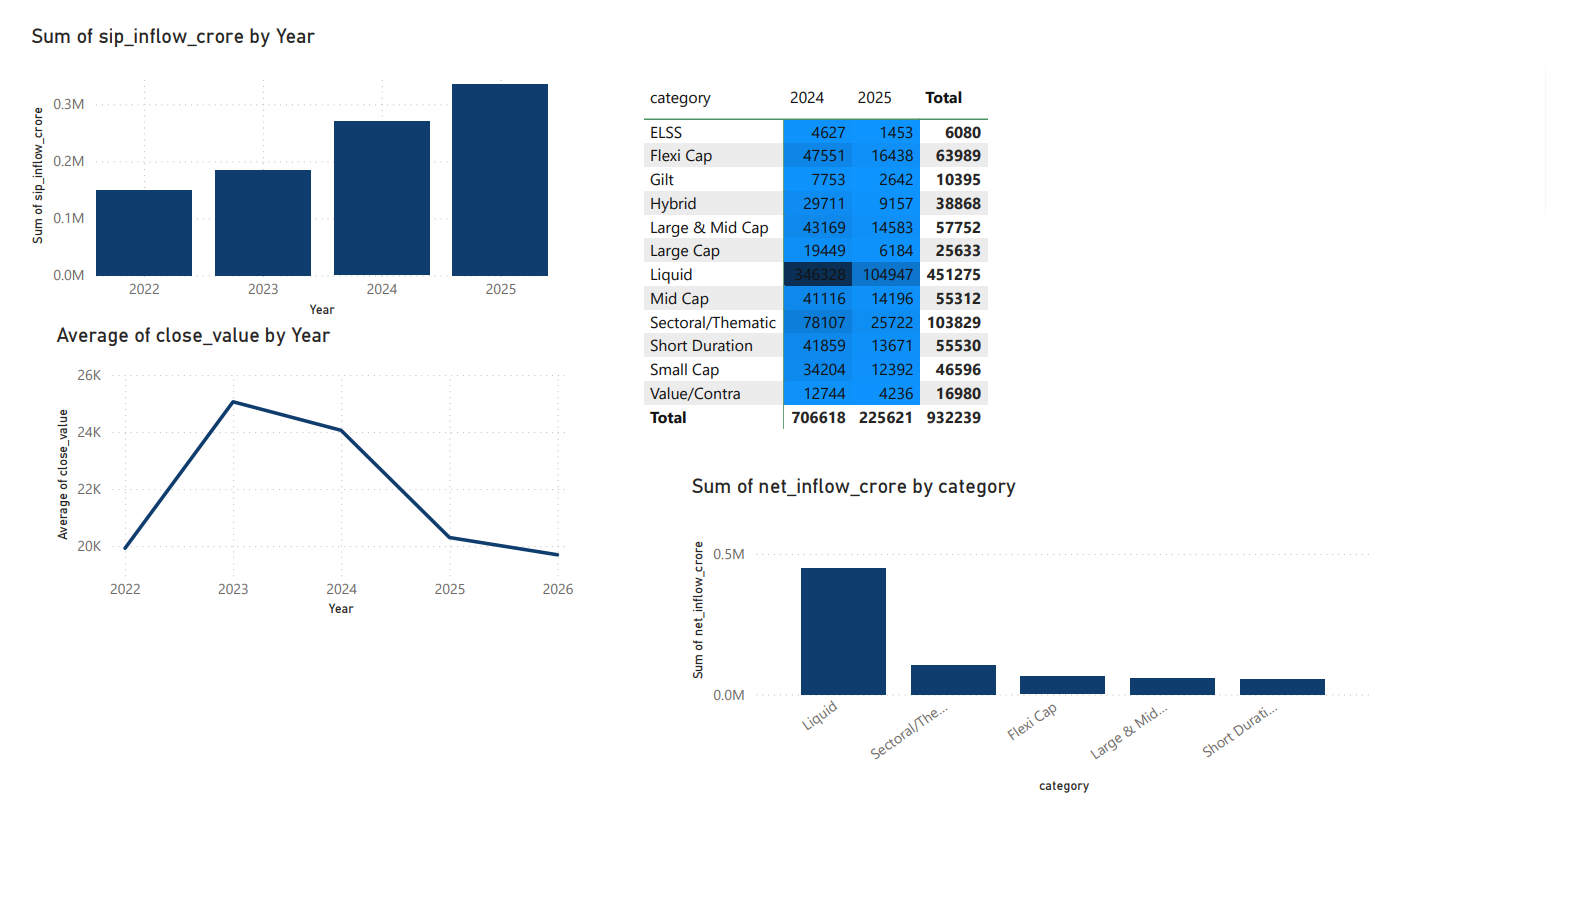 Sum of sip_inflow_crore by Year
Sum of sip_inflow_crore
0.3M
0.2M
0.1M
0.0M
2022 2023 2024 2025
Year
Average of close_value by Year
Average of close_value
26K
24K
22K
20K
2022 2023 2024 2025 2026
Year
category 2024 2025 Total
ELSS 4627 1453 6080
Flexi Cap 47551 16438 63989
Gilt 7753 2642 10395
Hybrid 29711 9157 38868
Large & Mid Cap 43169 14583 57752
Large Cap 19449 6184 25633
Liquid 346328 104947 451275
Mid Cap 41116 14196 55312
Sectoral/Thematic 78107 25722 103829
Short Duration 41859 13671 55530
Small Cap 34204 12392 46596
Value/Contra 12744 4236 16980
Total 706618 225621 932239
Sum of net_inflow_crore by category
Sum of net_inflow_crore
0.5M
0.0M
Liquid Sectoral/The... Flexi Cap Large & Mid... Short Durati...
category